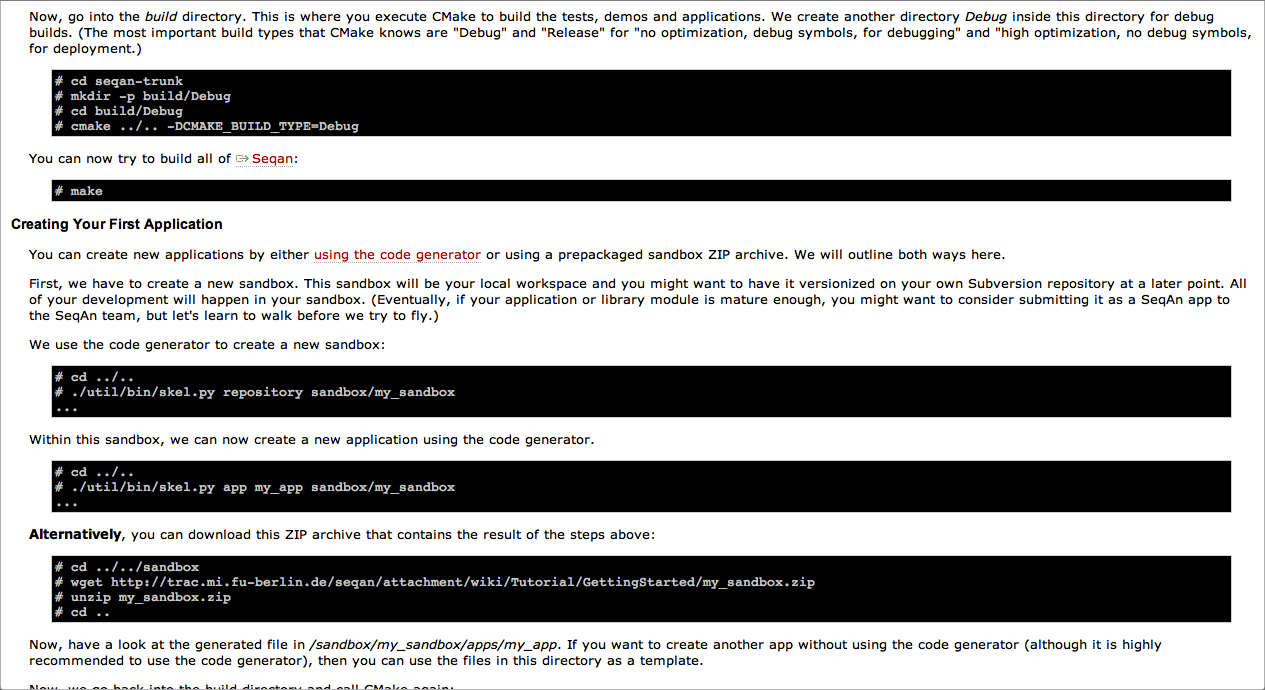 Now, go into the build directory. This is where you execute CMake to build the tests, demos and applications. We create another directory Debug inside this directory for debug
builds. (The most important build types that CMake knows are "Debug" and "Release" for "no optimization, debug symbols, for debugging" and "high optimization, no debug symbols,
for deployment.)
# cd seqan-trunk
# mkdir -p build/Debug
# cd build/Debug
# cmake ../.. -DCMAKE_BUILD_TYPE=Debug
You can now try to build all of Seqan:
# make
Creating Your First Application
You can create new applications by either using the code generator or using a prepackaged sandbox ZIP archive. We will outline both ways here.
First, we have to create a new sandbox. This sandbox will be your local workspace and you might want to have it versionized on your own Subversion repository at a later point. All
of your development will happen in your sandbox. (Eventually, if your application or library module is mature enough, you might want to consider submitting it as a SeqAn app to
the SeqAn team, but let's learn to walk before we try to fly.)
We use the code generator to create a new sandbox:
# cd ../..
# ./util/bin/skel.py repository sandbox/my_sandbox
...
Within this sandbox, we can now create a new application using the code generator.
# cd ../..
# ./util/bin/skel.py app my_app sandbox/my_sandbox
...
Alternatively, you can download this ZIP archive that contains the result of the steps above:
# cd ../../sandbox
# wget http://trac.mi.fu-berlin.de/seqan/attachment/wiki/Tutorial/GettingStarted/my_sandbox.zip
# unzip my_sandbox.zip
# cd ..
Now, have a look at the generated file in /sandbox/my_sandbox/apps/my_app. If you want to create another app without using the code generator (although it is highly
recommended to use the code generator), then you can use the files in this directory as a template.
Now, we go back into the build directory and call CMake again: